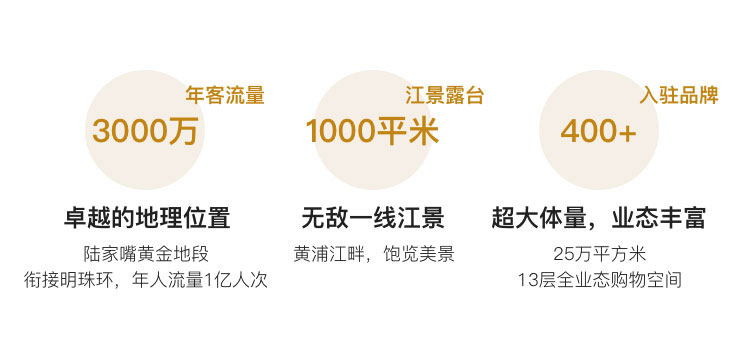 年客流量
3000万
卓越的地理位置
陆家嘴黄金地段
衔接明珠环，年人流量1亿人次
江景露台
1000平米
无敌一线江景
黄浦江畔，饱览美景
入驻品牌
400+
超大体量，业态丰富
25万平方米
13层全业态购物空间